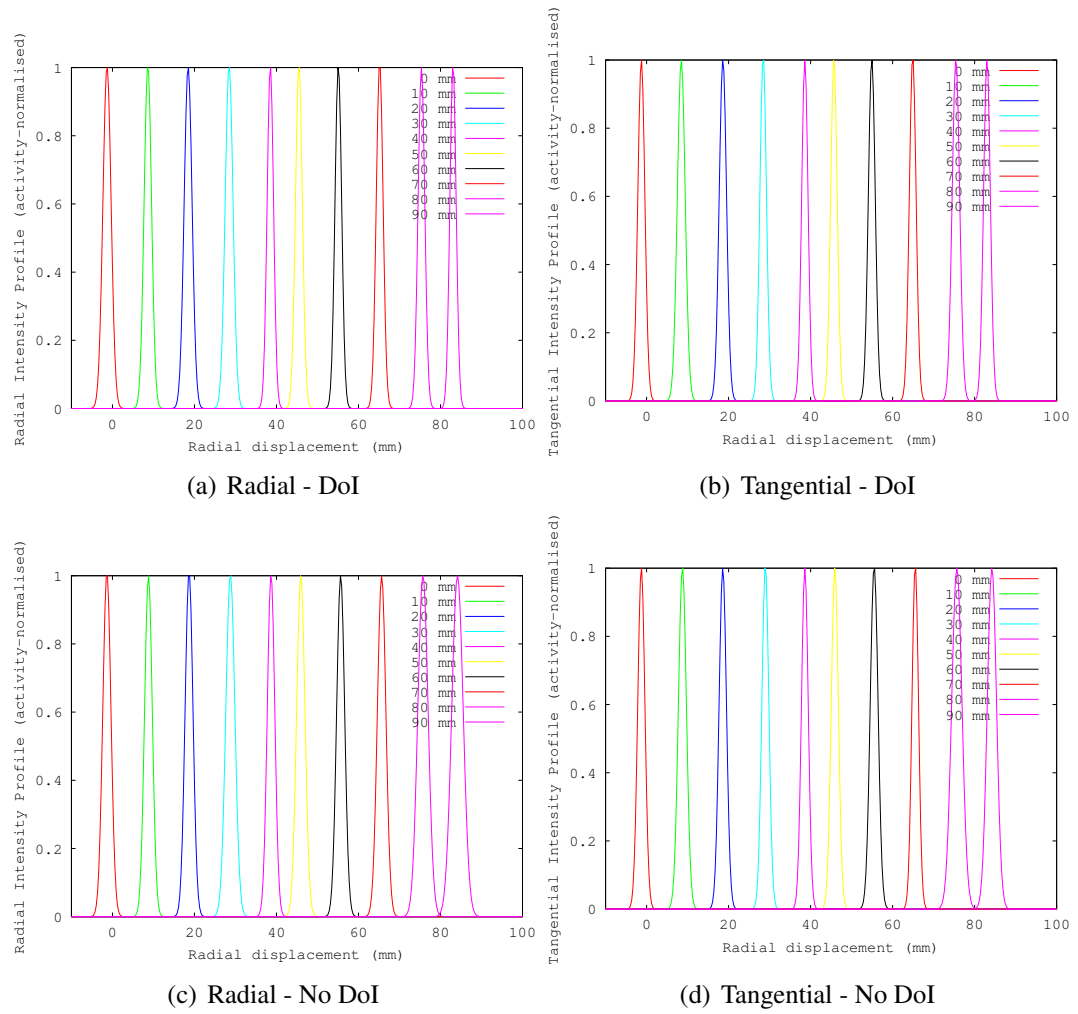 Radial Intensity Profile (activity-normalised)
1
0.8
0.6
0.4
0.2
0
0 mm
10 mm
20 mm
30 mm
40 mm
50 mm
60 mm
70 mm
80 mm
90 mm
0 20 40 60 80 100
Radial displacement (mm)
(a) Radial - DoI
Tangential Intensity Profile (activity-normalised)
1
0.8
0.6
0.4
0.2
0
0 mm
10 mm
20 mm
30 mm
40 mm
50 mm
60 mm
70 mm
80 mm
90 mm
0 20 40 60 80 100
Radial displacement (mm)
(b) Tangential - DoI
Radial Intensity Profile (activity-normalised)
1
0.8
0.6
0.4
0.2
0
0 mm
10 mm
20 mm
30 mm
40 mm
50 mm
60 mm
70 mm
80 mm
90 mm
0 20 40 60 80 100
Radial displacement (mm)
(c) Radial - No DoI
Tangential Intensity Profile (activity-normalised)
1
0.8
0.6
0.4
0.2
0
0 mm
10 mm
20 mm
30 mm
40 mm
50 mm
60 mm
70 mm
80 mm
90 mm
0 20 40 60 80 100
Radial displacement (mm)
(d) Tangential - No DoI